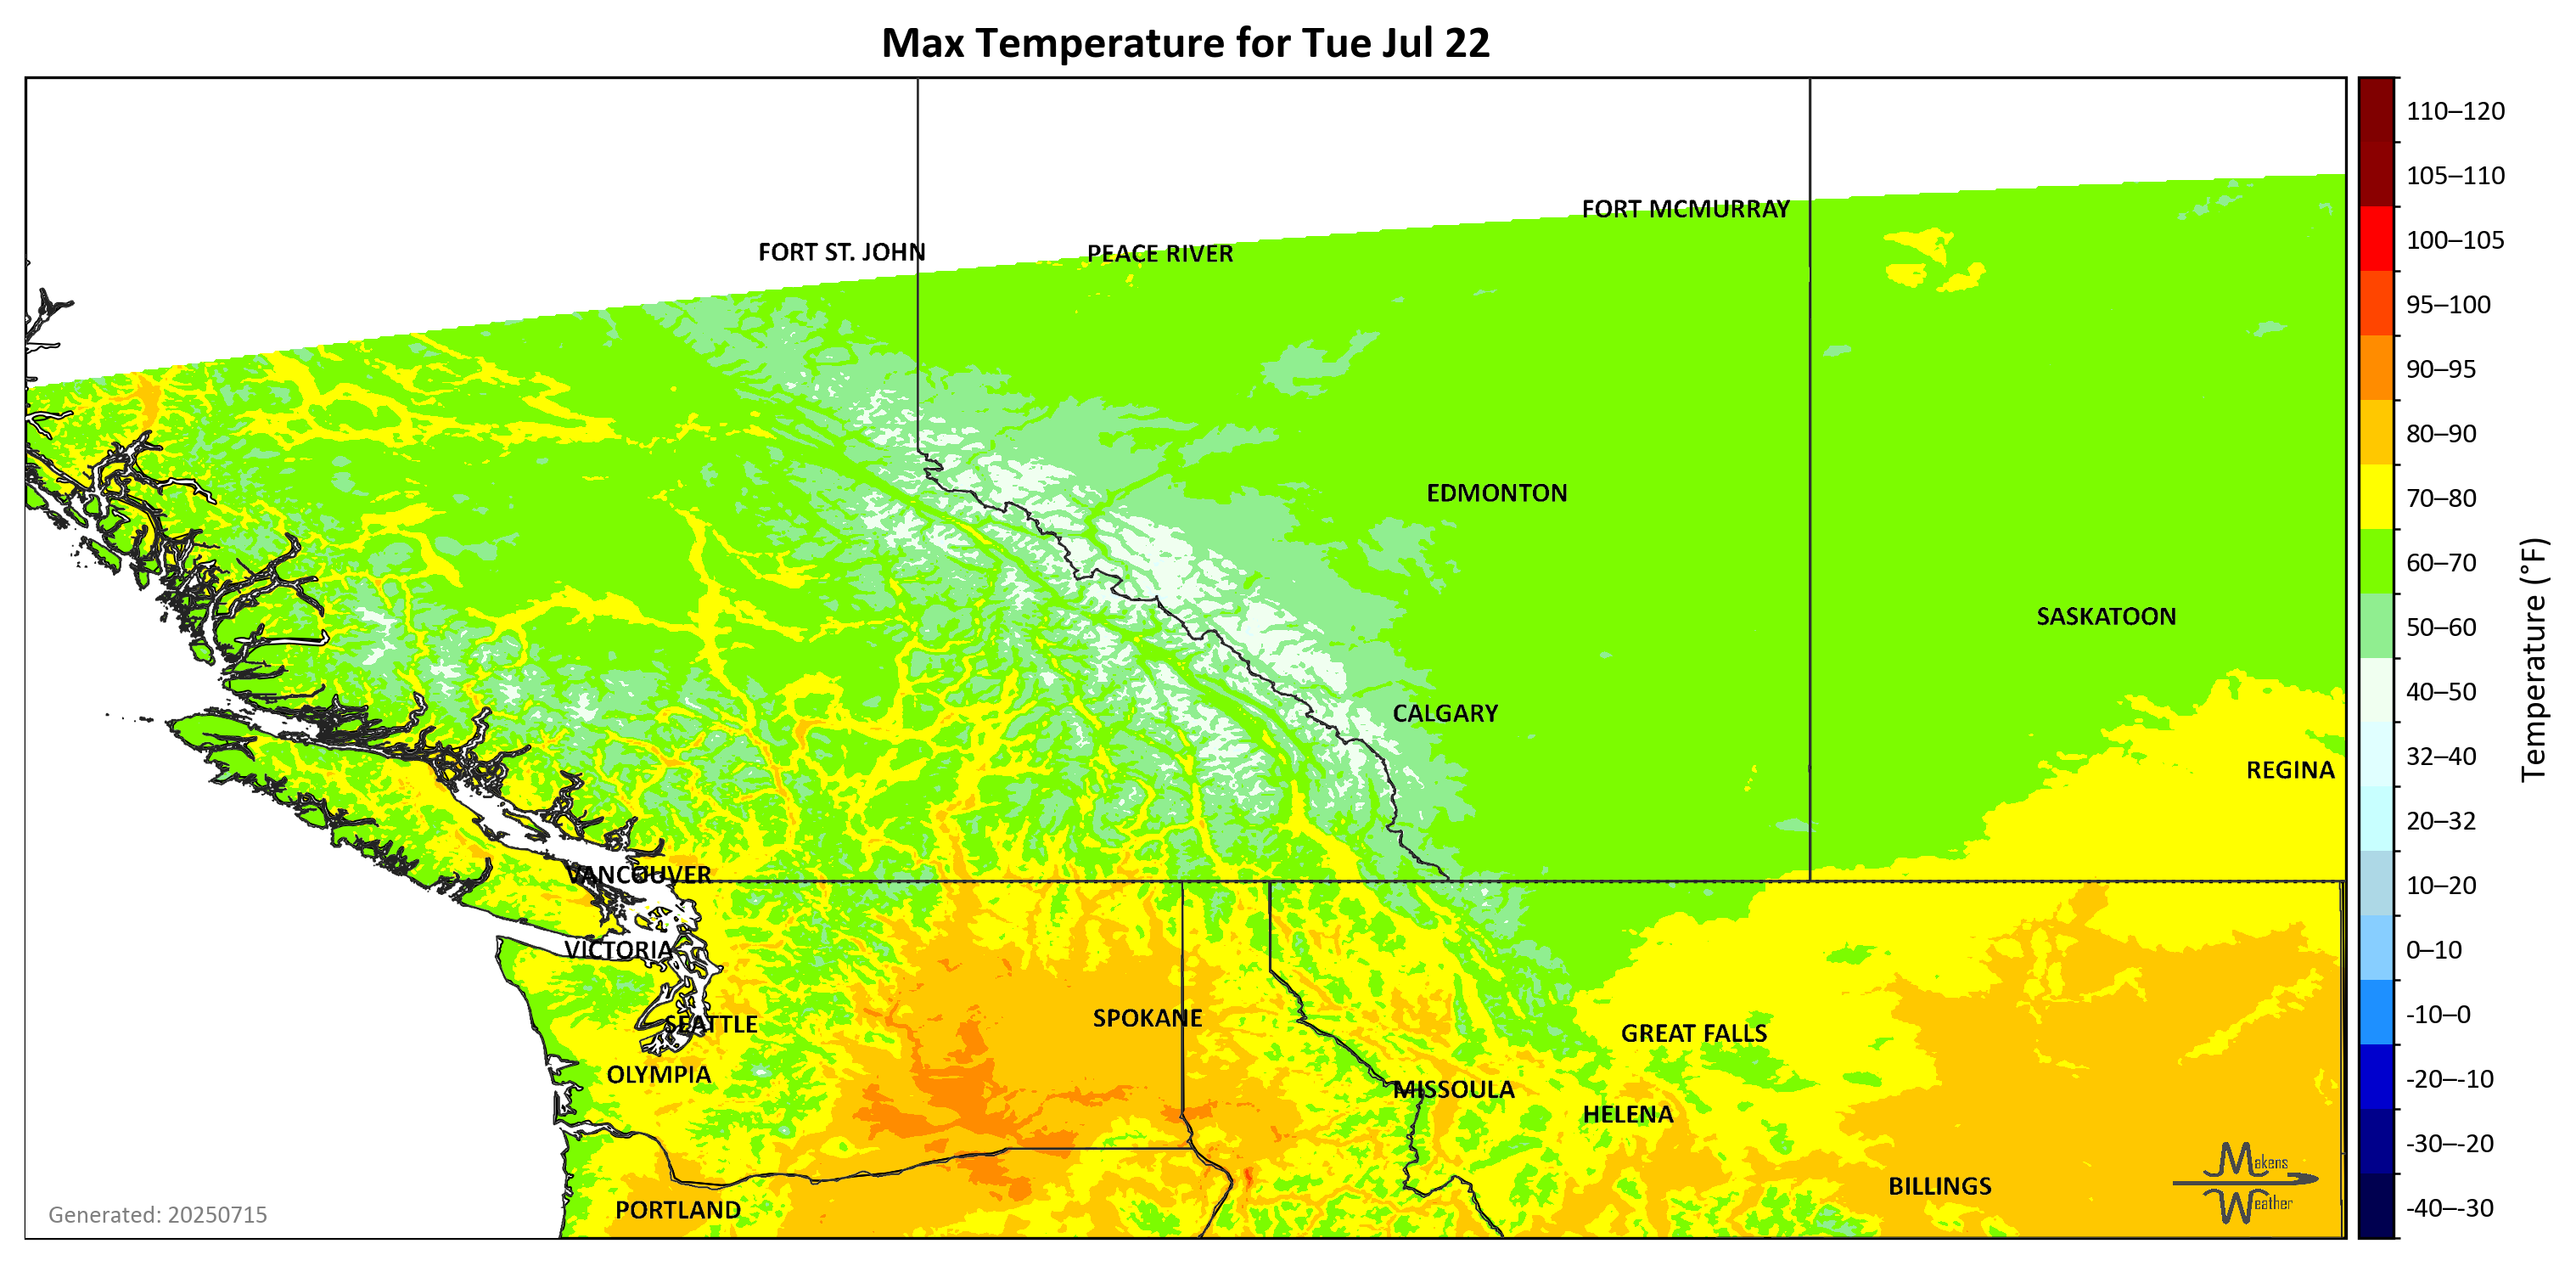 Max Temperature for Tue Jul 22
110–120
105–110
FORT MCMURRAY
100–105
FORT ST. JOHN
PEACE RIVER
95–100
90–95
80–90
EDMONTON
70–80
60–70
SASKATOON
50–60
Temperature (°F)
40–50
CALGARY
32–40
REGINA
20–32
VANCOUVER
10–20
VICTORIA
0–10
SEATTLE
SPOKANE
GREAT FALLS
-10–0
OLYMPIA
MISSOULA
-20–-10
HELENA
-30–-20
Makens
Weather
BILLINGS
PORTLAND
-40–-30
Generated: 20250715